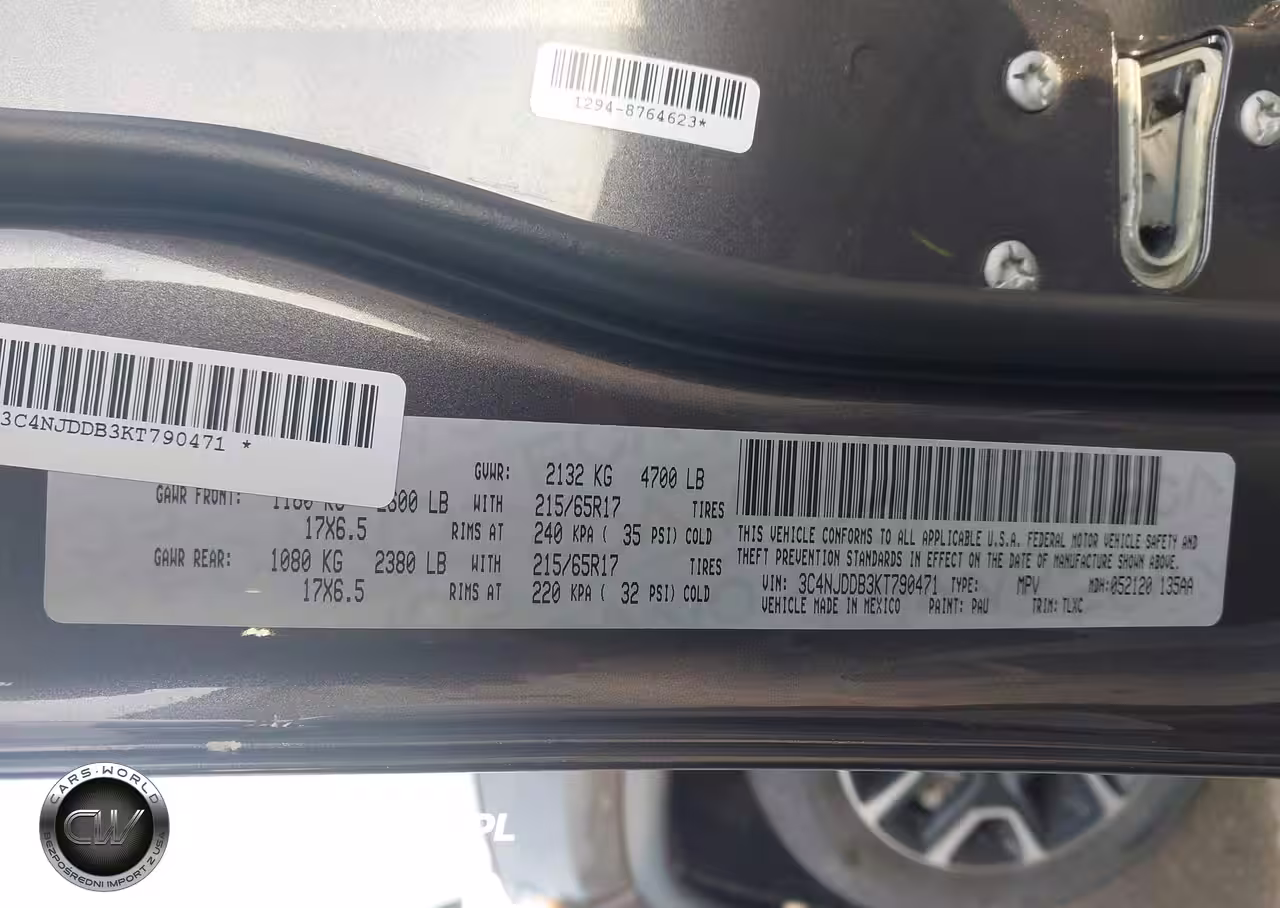 1294-8764623*
3C4NJDDB3KT790471 *
GVWR: 2132 KG 4700 LB
GAWR FRONT: 1180 KG 2600 LB WITH 215/65R17 TIRES
17X6.5 RIMS AT 240 KPA ( 35 PSI) COLD
GAWR REAR: 1080 KG 2380 LB WITH 215/65R17 TIRES
17X6.5 RIMS AT 220 KPA ( 32 PSI) COLD
THIS VEHICLE CONFORMS TO ALL APPLICABLE U.S.A. FEDERAL MOTOR VEHICLE SAFETY AND
THEFT PREVENTION STANDARDS IN EFFECT ON THE DATE OF MANUFACTURE SHOWN ABOVE.
VIN: 3C4NJDDB3KT790471 TYPE: MPV MDH:052120 135AA
VEHICLE MADE IN MEXICO PAINT: PAU TRIM: TLXC
CARS-WORLD
CW
BEZPOŚREDNI IMPORT Z USA
PL